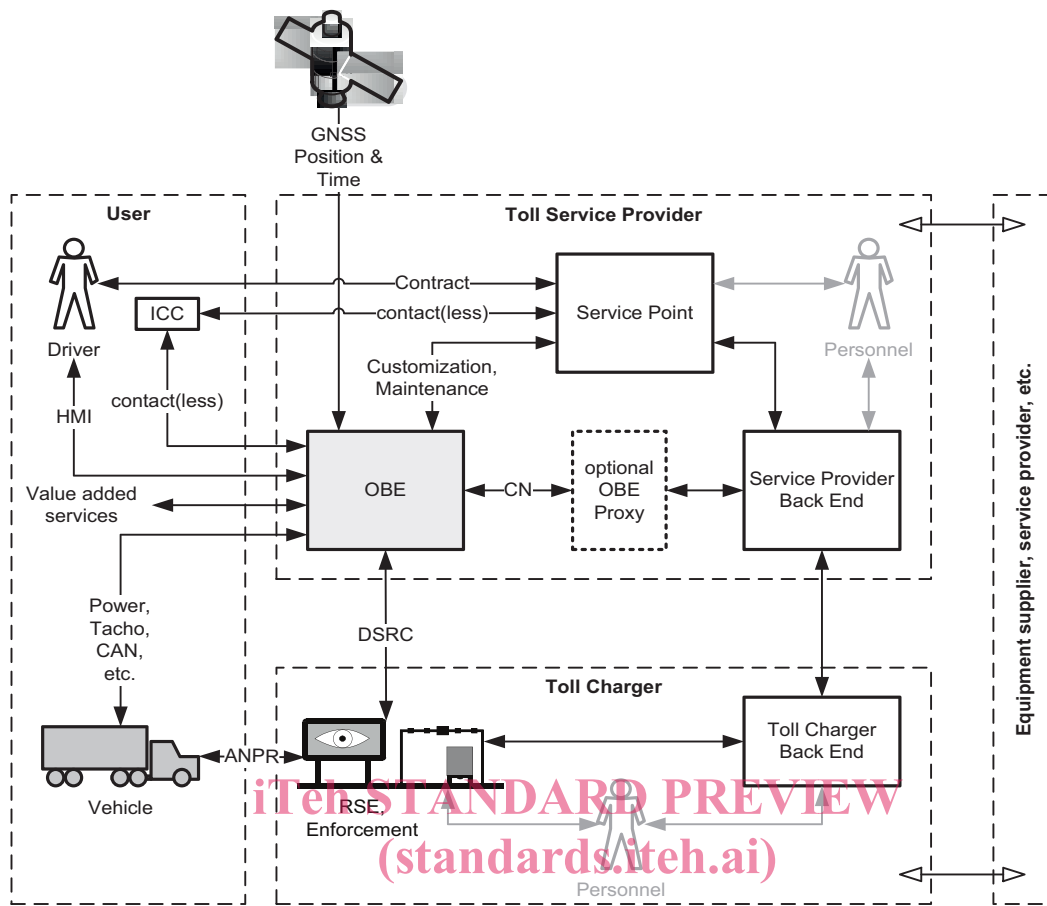 GNSS
Position &
Time
User
Toll Service Provider
Driver
ICC
Contract
contact(less)
Service Point
Personnel
HMI
contact(less)
Customization,
Maintenance
Value added
services
OBE
CN
optional
OBE
Proxy
Service Provider
Back End
Equipment supplier, service provider, etc.
Power,
Tacho,
CAN,
etc.
DSRC
Toll Charger
Toll Charger
Back End
ANPR
Vehicle
RSE,
Enforcement
iTeh STANDARD PREVIEW
(standards.iteh.ai)
Personnel